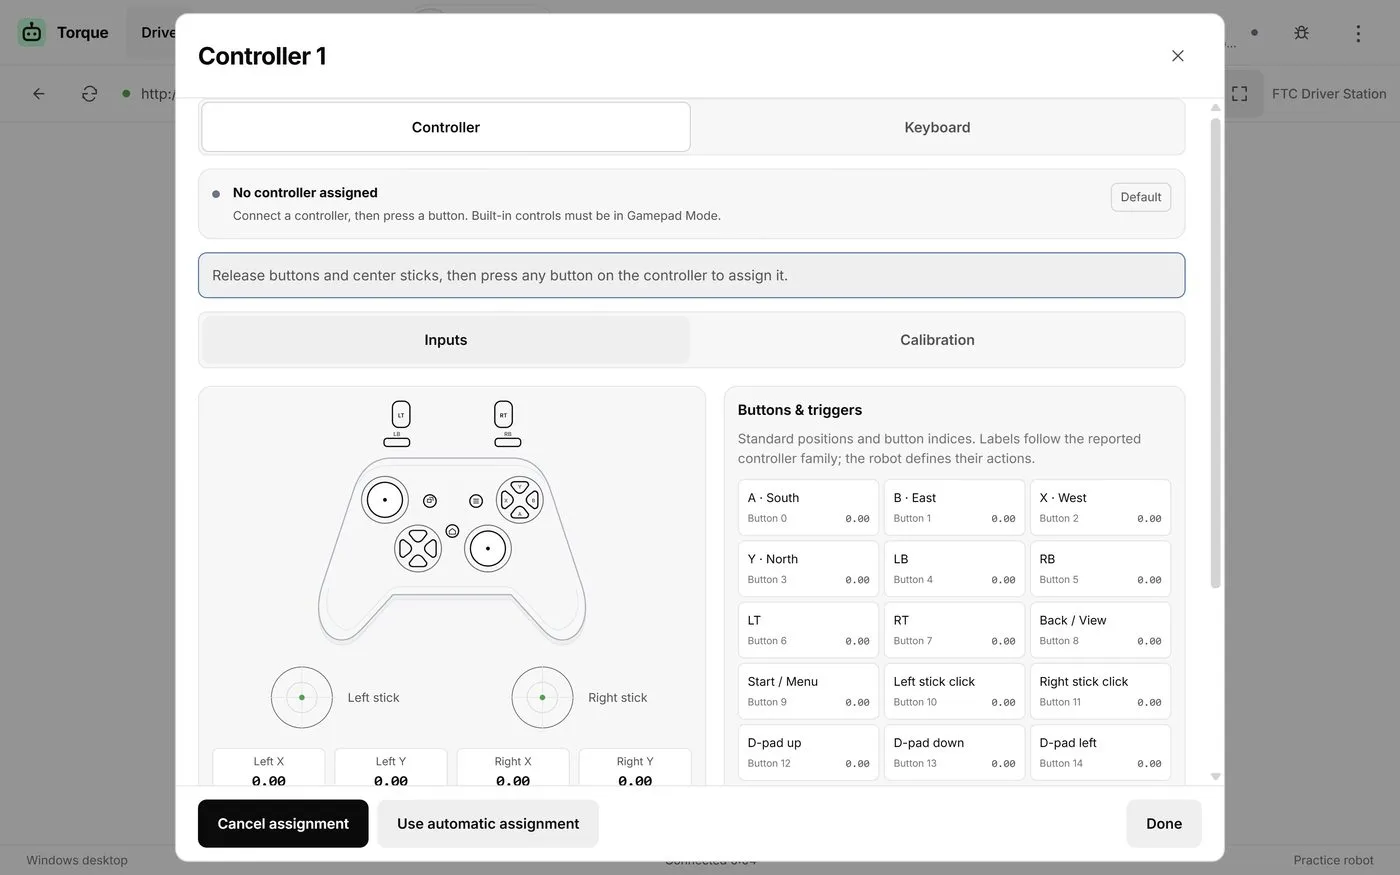 Torque
Drive
Controller 1
http:/
FTC Driver Station
Controller
Keyboard
No controller assigned
Connect a controller, then press a button. Built-in controls must be in Gamepad Mode.
Default
Release buttons and center sticks, then press any button on the controller to assign it.
Inputs
Calibration
LT
RT
LB
RB
Y
X
B
A
Left stick
Right stick
Left X
0.00
Left Y
0.00
Right X
0.00
Right Y
0.00
Buttons & triggers
Standard positions and button indices. Labels follow the reported
controller family; the robot defines their actions.
A · South
Button 0 0.00
B · East
Button 1 0.00
X · West
Button 2 0.00
Y · North
Button 3 0.00
LB
Button 4 0.00
RB
Button 5 0.00
LT
Button 6 0.00
RT
Button 7 0.00
Back / View
Button 8 0.00
Start / Menu
Button 9 0.00
Left stick click
Button 10 0.00
Right stick click
Button 11 0.00
D-pad up
Button 12 0.00
D-pad down
Button 13 0.00
D-pad left
Button 14 0.00
Cancel assignment
Use automatic assignment
Done
Windows desktop
Practice robot